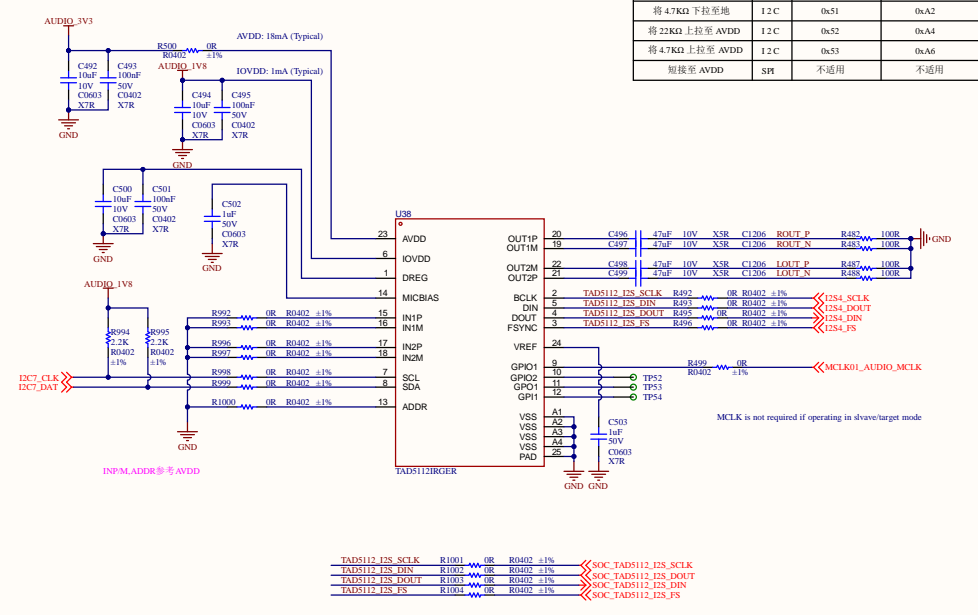 将 4.7KΩ 下拉至地 I2C 0x51 0xA2
将 22KΩ 上拉至 AVDD I2C 0x52 0xA4
将 4.7KΩ 上拉至 AVDD I2C 0x53 0xA6
短接至 AVDD SPI 不适用 不适用
AUDIO_3V3
AVDD: 18mA (Typical)
R500 0R
R0402 ±1%
AUDIO_1V8
IOVDD: 1mA (Typical)
C492
10uF
10V
C0603
X7R
C493
100nF
50V
C0402
X7R
GND
C494
10uF
10V
C0603
X7R
C495
100nF
50V
C0402
X7R
GND
C500
10uF
10V
C0603
X7R
C501
100nF
50V
C0402
X7R
GND
C502
1uF
50V
C0603
X7R
GND
U38
23 AVDD
6 IOVDD
1 DREG
14 MICBIAS
15 IN1P
16 IN1M
17 IN2P
18 IN2M
7 SCL
8 SDA
13 ADDR
OUT1P 20
OUT1M 19
OUT2M 22
OUT2P 21
BCLK 2
DIN 5
DOUT 4
FSYNC 3
VREF 24
GPIO1 9
GPIO2 10
GPO1 11
GPI1 12
VSS A1
VSS A2
VSS A3
VSS A4
PAD 25
TAD5112IRGER
C496 47uF 10V X5R C1206 ROUT_P R482 100R
C497 47uF 10V X5R C1206 ROUT_N R483 100R
GND
C498 47uF 10V X5R C1206 LOUT_P R487 100R
C499 47uF 10V X5R C1206 LOUT_N R488 100R
TAD5112_I2S_SCLK R492 0R R0402 ±1% I2S4_SCLK
TAD5112_I2S_DIN R493 0R R0402 ±1% I2S4_DOUT
TAD5112_I2S_DOUT R495 0R R0402 ±1% I2S4_DIN
TAD5112_I2S_FS R496 0R R0402 ±1% I2S4_FS
R499 0R
R0402 ±1%
MCLK01_AUDIO_MCLK
TP52
TP53
TP54
C503
1uF
50V
C0603
X7R
GND GND
MCLK is not required if operating in slvave/target mode
AUDIO_1V8
R994
2.2K
R0402
±1%
R995
2.2K
R0402
±1%
I2C7_CLK
I2C7_DAT
R992 0R R0402 ±1%
R993 0R R0402 ±1%
R996 0R R0402 ±1%
R997 0R R0402 ±1%
R998 0R R0402 ±1%
R999 0R R0402 ±1%
R1000 0R R0402 ±1%
GND
INP/M,ADDR参考AVDD
TAD5112_I2S_SCLK R1001 0R R0402 ±1% SOC_TAD5112_I2S_SCLK
TAD5112_I2S_DIN R1002 0R R0402 ±1% SOC_TAD5112_I2S_DOUT
TAD5112_I2S_DOUT R1003 0R R0402 ±1% SOC_TAD5112_I2S_DIN
TAD5112_I2S_FS R1004 0R R0402 ±1% SOC_TAD5112_I2S_FS